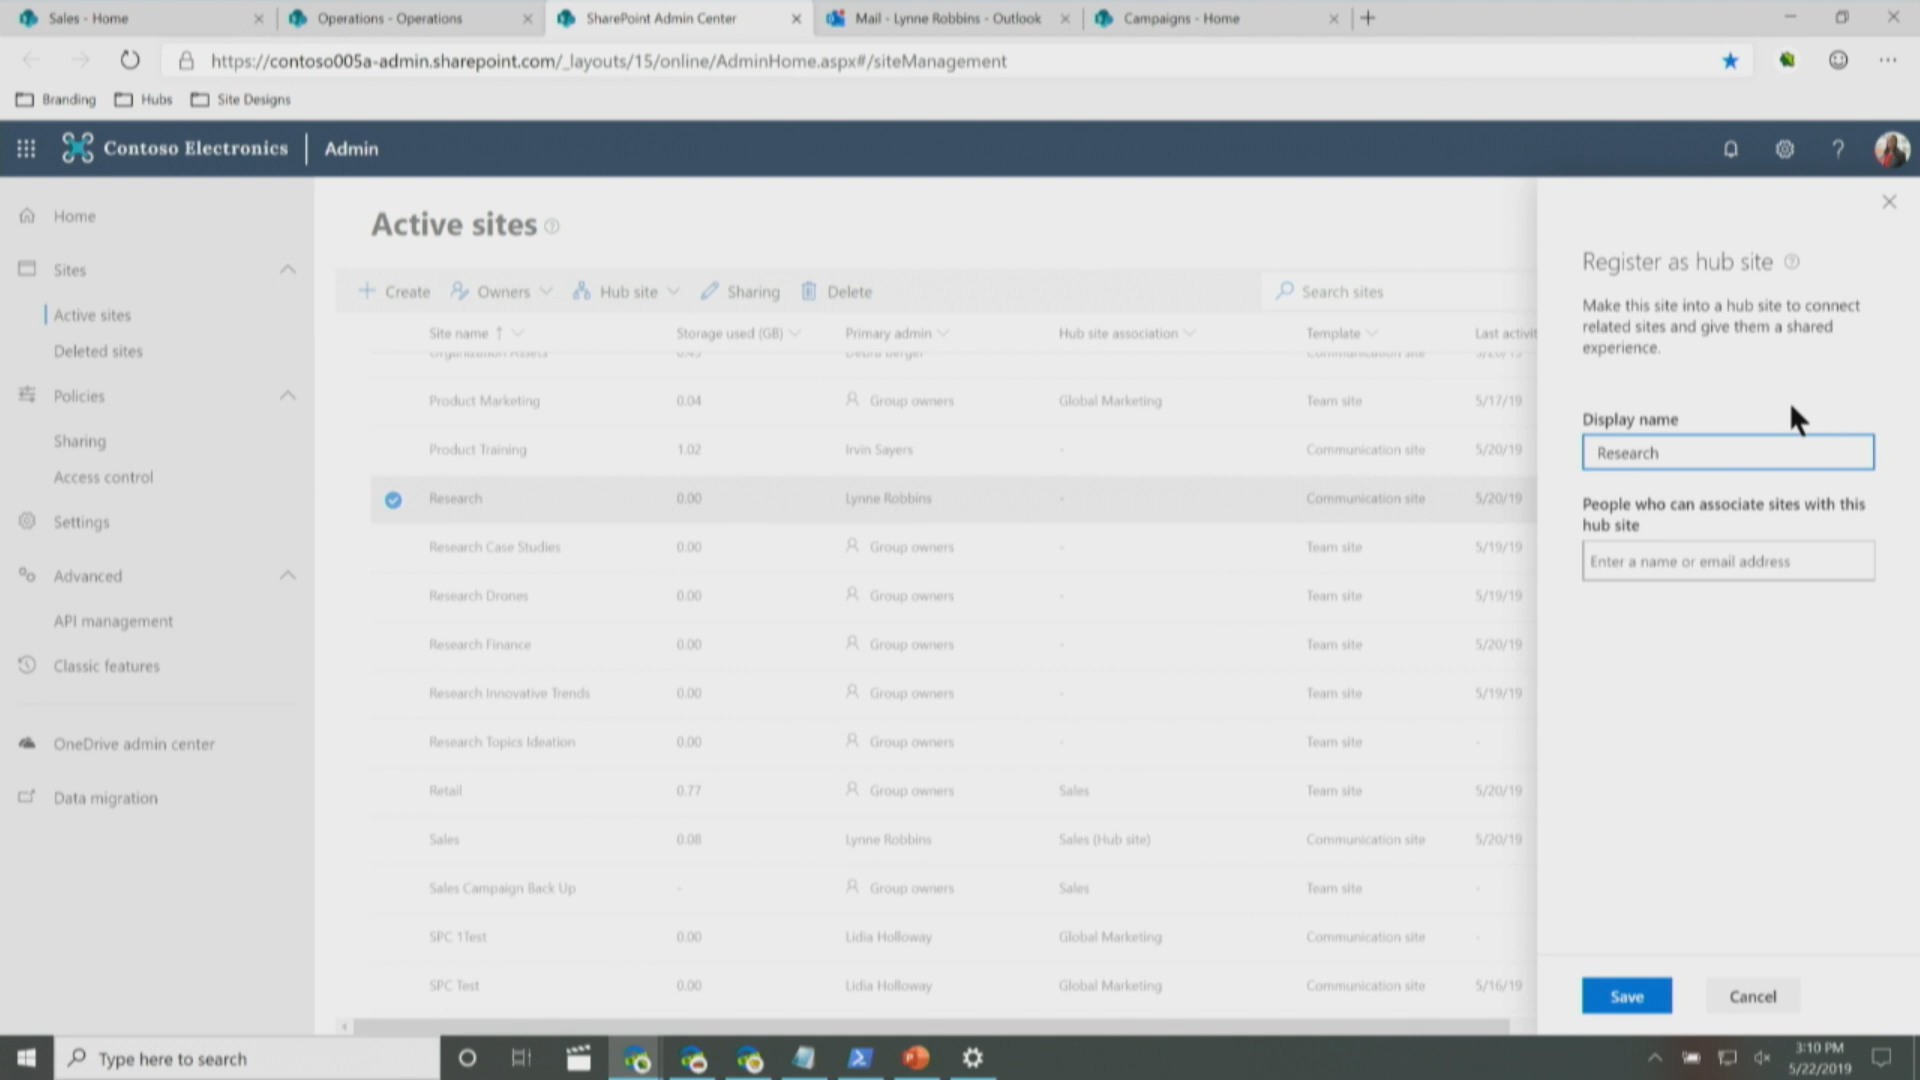 Sales - Home
Operations - Operations
SharePoint Admin Center
Mail - Lynne Robbins - Outlook
Campaigns - Home
https://contoso005a-admin.sharepoint.com/_layouts/15/online/AdminHome.aspx#/siteManagement
Branding
Hubs
Site Designs
Contoso Electronics
Admin
Home
Sites
Active sites
Deleted sites
Policies
Sharing
Access control
Settings
Advanced
API management
Classic features
OneDrive admin center
Data migration
Active sites
Create Owners Hub site Sharing Delete
Search sites
Site name ↑ Storage used (GB) Primary admin Hub site association Template Last activit
Organization Assets Debra Berger Communication site
Product Marketing 0.04 Group owners Global Marketing Team site 5/17/19
Product Training 1.02 Irvin Sayers - Communication site 5/20/19
Research 0.00 Lynne Robbins - Communication site 5/20/19
Research Case Studies 0.00 Group owners - Team site 5/19/19
Research Drones 0.00 Group owners - Team site 5/19/19
Research Finance 0.00 Group owners - Team site 5/20/19
Research Innovative Trends 0.00 Group owners - Team site 5/19/19
Research Topics Ideation 0.00 Group owners - Team site -
Retail 0.77 Group owners Sales Team site 5/20/19
Sales 0.08 Lynne Robbins Sales (Hub site) Communication site 5/20/19
Sales Campaign Back Up - Group owners Sales Team site -
SPC 1Test 0.00 Lidia Holloway Global Marketing Communication site -
SPC Test 0.00 Lidia Holloway Global Marketing Communication site 5/16/19
Register as hub site
Make this site into a hub site to connect
related sites and give them a shared
experience.
Display name
Research
People who can associate sites with this
hub site
Enter a name or email address
Save
Cancel
Type here to search
3:10 PM
5/22/2019